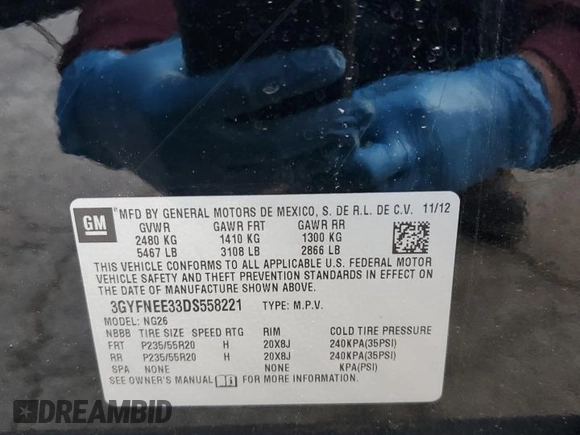 GM
® MFD BY GENERAL MOTORS DE MEXICO, S. DE R.L. DE C.V. 11/12
GVWR GAWR FRT GAWR RR
2480 KG 1410 KG 1300 KG
5467 LB 3108 LB 2866 LB
THIS VEHICLE CONFORMS TO ALL APPLICABLE U.S. FEDERAL MOTOR
VEHICLE SAFETY AND THEFT PREVENTION STANDARDS IN EFFECT ON
THE DATE OF MANUFACTURE SHOWN ABOVE.
3GYFNEE33DS558221 TYPE: M.P.V.
MODEL: NG26
NBBB TIRE SIZE SPEED RTG RIM COLD TIRE PRESSURE
FRT P235/55R20 H 20X8J 240KPA(35PSI)
RR P235/55R20 H 20X8J 240KPA(35PSI)
SPA NONE NONE KPA(PSI)
SEE OWNER'S MANUAL FOR MORE INFORMATION.
DREAMBID